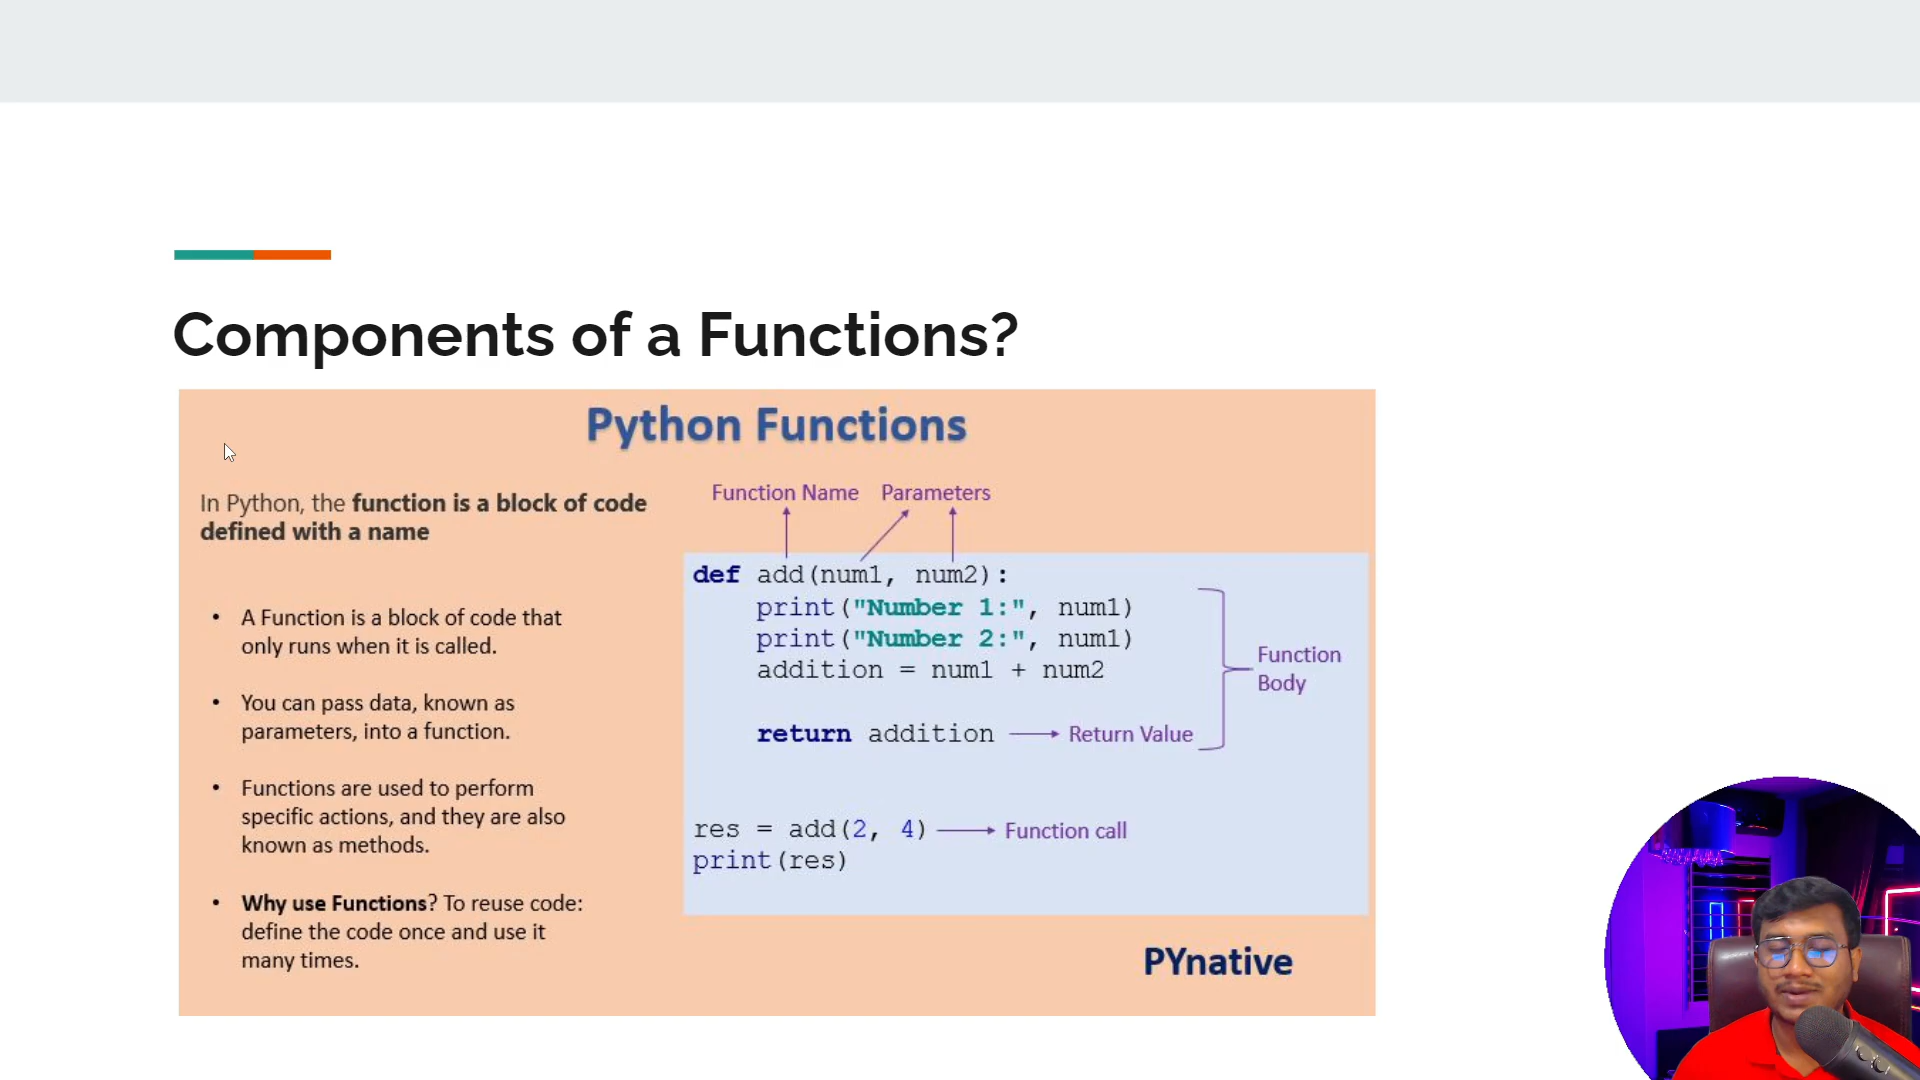 Components of a Functions?
Python Functions
In Python, the function is a block of code
defined with a name
• A Function is a block of code that
only runs when it is called.
• You can pass data, known as
parameters, into a function.
• Functions are used to perform
specific actions, and they are also
known as methods.
• Why use Functions? To reuse code:
define the code once and use it
many times.
Function Name Parameters
def add(num1, num2):
print("Number 1:", num1)
print("Number 2:", num1)
addition = num1 + num2
return addition Return Value
Function
Body
res = add(2, 4) Function call
print(res)
PYnative